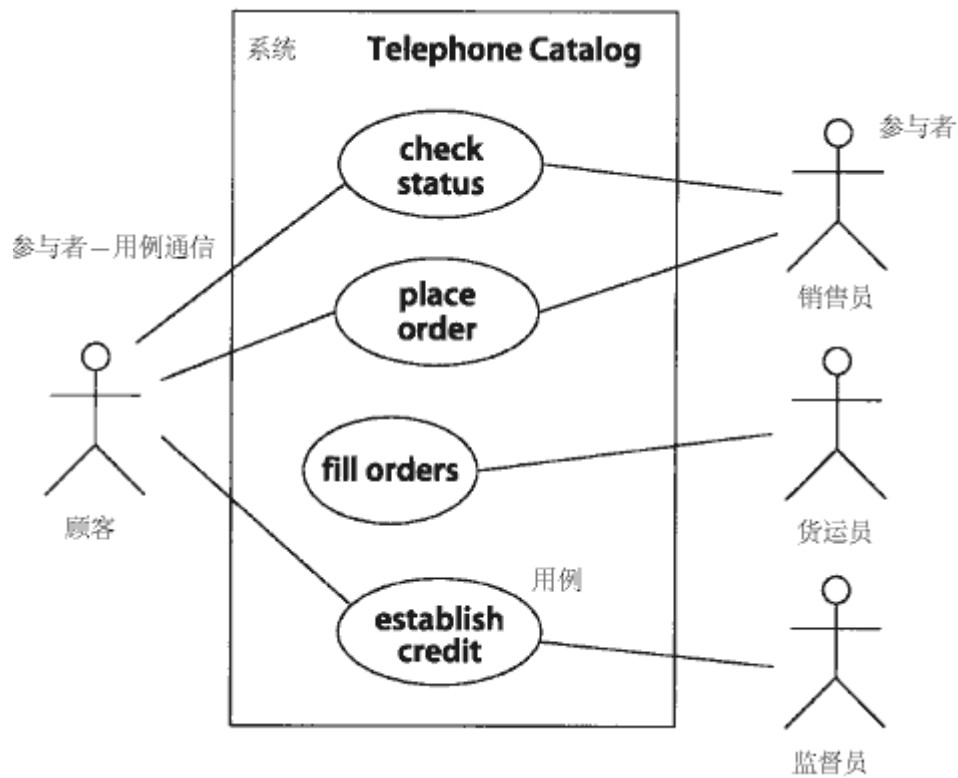 系统
Telephone Catalog
参与者
check
status
参与者—用例通信
销售员
place
order
顾客
fill orders
货运员
用例
establish
credit
监督员